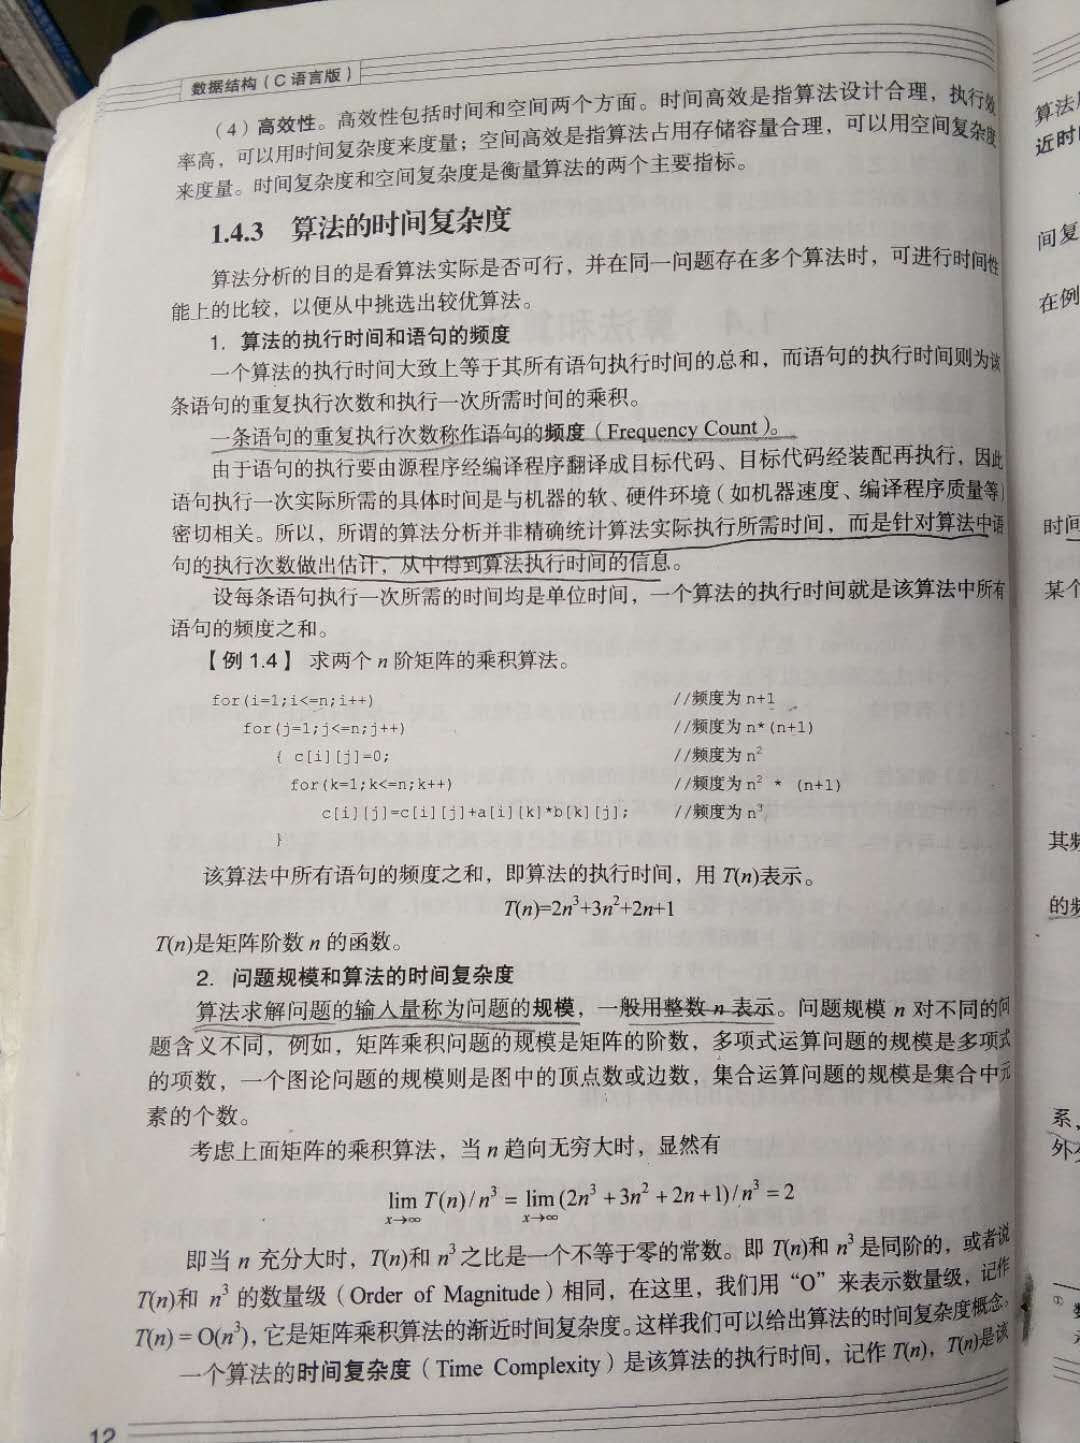 数据结构(C 语言版)
(4)高效性。高效性包括时间和空间两个方面。时间高效是指算法设计合理，执行效
率高，可以用时间复杂度来度量；空间高效是指算法占用存储容量合理，可以用空间复杂度
来度量。时间复杂度和空间复杂度是衡量算法的两个主要指标。
1.4.3 算法的时间复杂度
算法分析的目的是看算法实际是否可行，并在同一问题存在多个算法时，可进行时间性
能上的比较，以便从中挑选出较优算法。
1. 算法的执行时间和语句的频度
一个算法的执行时间大致上等于其所有语句执行时间的总和，而语句的执行时间则为该
条语句的重复执行次数和执行一次所需时间的乘积。
一条语句的重复执行次数称作语句的频度(Frequency Count)。
由于语句的执行要由源程序经编译程序翻译成目标代码、目标代码经装配再执行，因此
语句执行一次实际所需的具体时间是与机器的软、硬件环境(如机器速度、编译程序质量等)
密切相关。所以，所谓的算法分析并非精确统计算法实际执行所需时间，而是针对算法中语
句的执行次数做出估计，从中得到算法执行时间的信息。
设每条语句执行一次所需的时间均是单位时间，一个算法的执行时间就是该算法中所有
语句的频度之和。
【例 1.4】 求两个 n 阶矩阵的乘积算法。
for(i=1;i<=n;i++) //频度为 n+1
for(j=1;j<=n;j++) //频度为 n*(n+1)
{ c[i][j]=0; //频度为 n²
for(k=1;k<=n;k++) //频度为 n² * (n+1)
c[i][j]=c[i][j]+a[i][k]*b[k][j]; //频度为 n³
}
该算法中所有语句的频度之和，即算法的执行时间，用 T(n)表示。
T(n)=2n³+3n²+2n+1
T(n)是矩阵阶数 n 的函数。
2. 问题规模和算法的时间复杂度
算法求解问题的输入量称为问题的规模，一般用整数 n 表示。问题规模 n 对不同的问
题含义不同，例如，矩阵乘积问题的规模是矩阵的阶数，多项式运算问题的规模是多项式
的项数，一个图论问题的规模则是图中的顶点数或边数，集合运算问题的规模是集合中元
素的个数。
考虑上面矩阵的乘积算法，当 n 趋向无穷大时，显然有
lim T(n)/n³ = lim(2n³+3n²+2n+1)/n³ = 2
x→∞ x→∞
即当 n 充分大时，T(n)和 n³之比是一个不等于零的常数。即 T(n)和 n³是同阶的，或者说
T(n)和 n³ 的数量级(Order of Magnitude)相同，在这里，我们用“O”来表示数量级，记作
T(n) = O(n³)，它是矩阵乘积算法的渐近时间复杂度。这样我们可以给出算法的时间复杂度概念。
一个算法的时间复杂度(Time Complexity)是该算法的执行时间，记作 T(n)，T(n)是该
12
算法
近时
间复
在例
时间
某个
其频
的频
系，